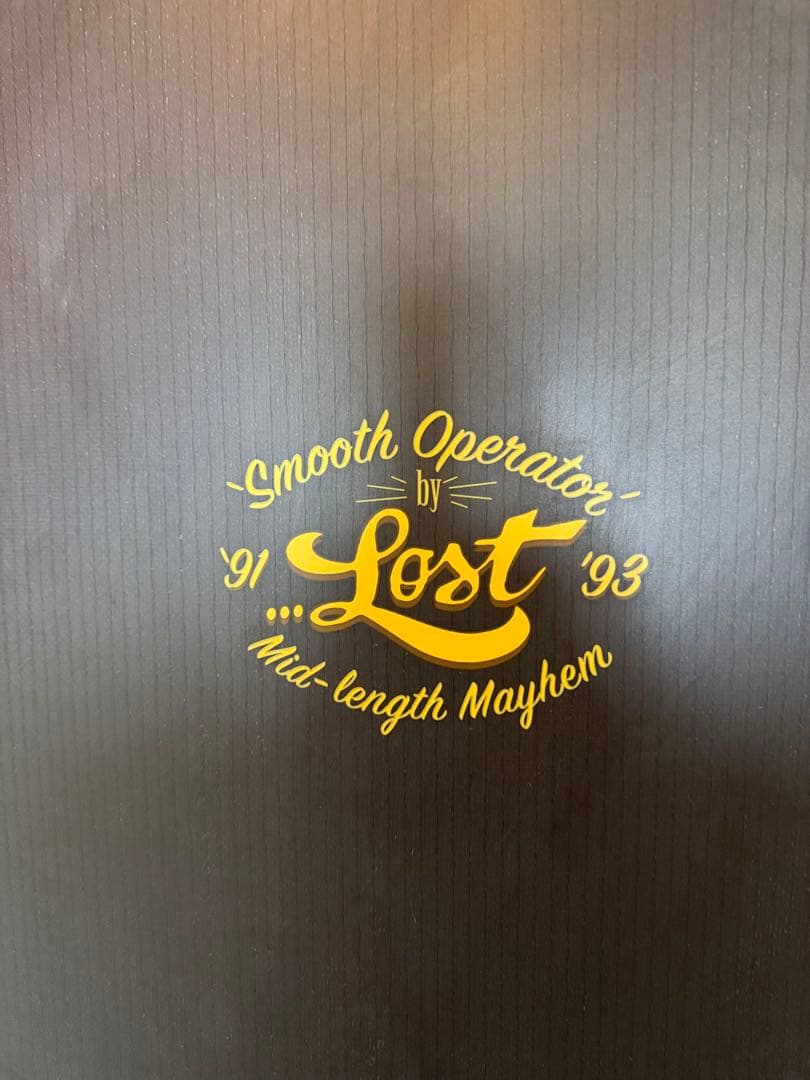 'Smooth Operator'
by
'91 ...Lost '93
Mid-length Mayhem